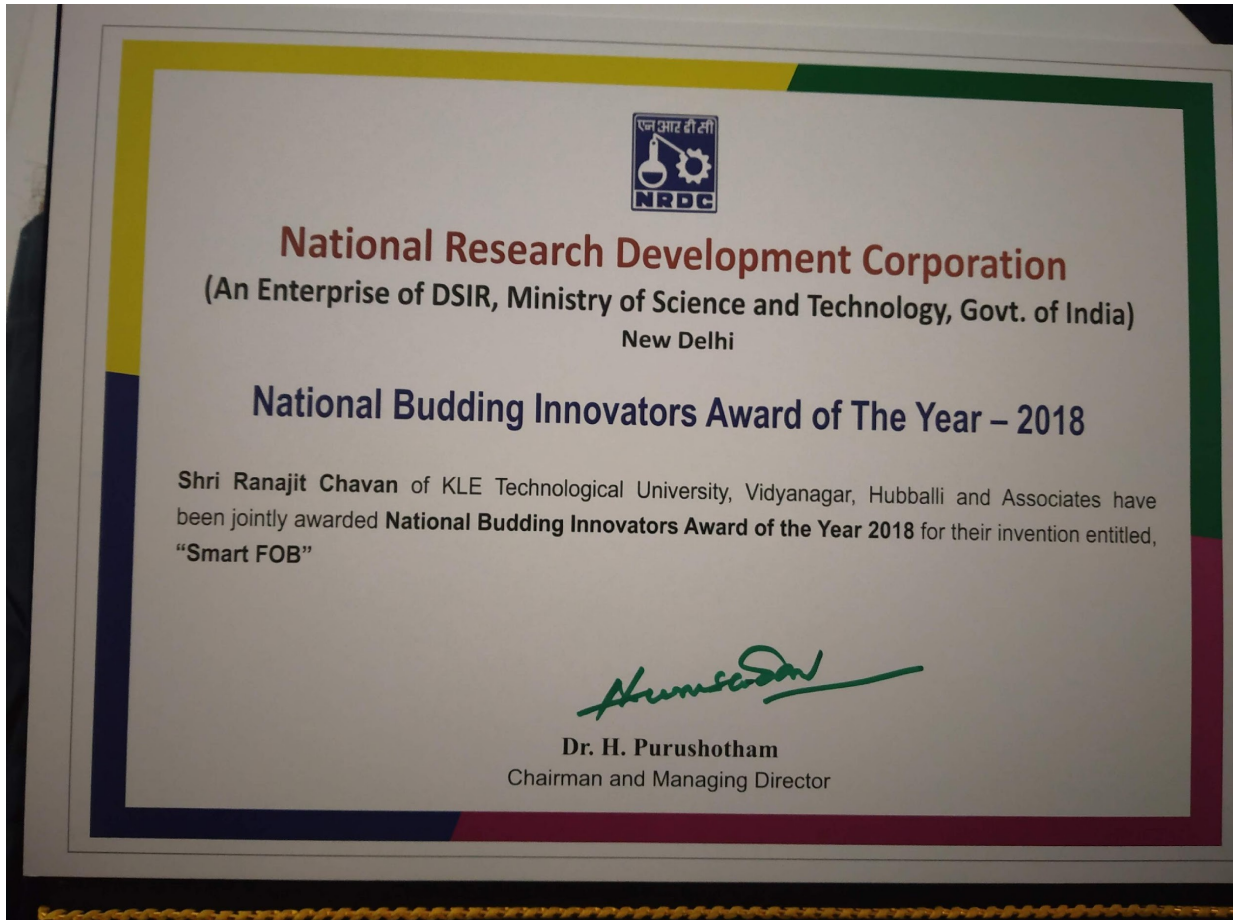 एन आर डी सी
NRDC
National Research Development Corporation
(An Enterprise of DSIR, Ministry of Science and Technology, Govt. of India)
New Delhi
National Budding Innovators Award of The Year – 2018
Shri Ranajit Chavan of KLE Technological University, Vidyanagar, Hubballi and Associates have
been jointly awarded National Budding Innovators Award of the Year 2018 for their invention entitled,
“Smart FOB”
Dr. H. Purushotham
Chairman and Managing Director